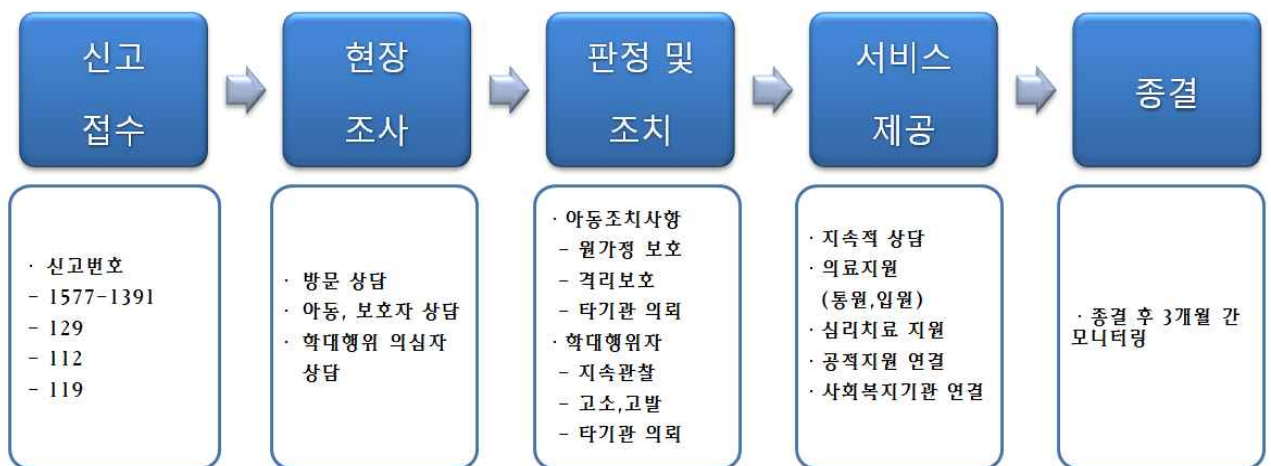 신고
접수
현장
조사
판정 및
조치
서비스
제공
종결
· 신고번호
- 1577-1391
- 129
- 112
- 119
· 방문 상담
· 아동, 보호자 상담
· 학대행위 의심자
상담
· 아동조치사항
- 원가정 보호
- 격리보호
- 타기관 의뢰
· 학대행위자
- 지속관찰
- 고소,고발
- 타기관 의뢰
· 지속적 상담
· 의료지원
(통원,입원)
· 심리치료 지원
· 공적지원 연결
· 사회복지기관 연결
· 종결 후 3개월 간
모니터링